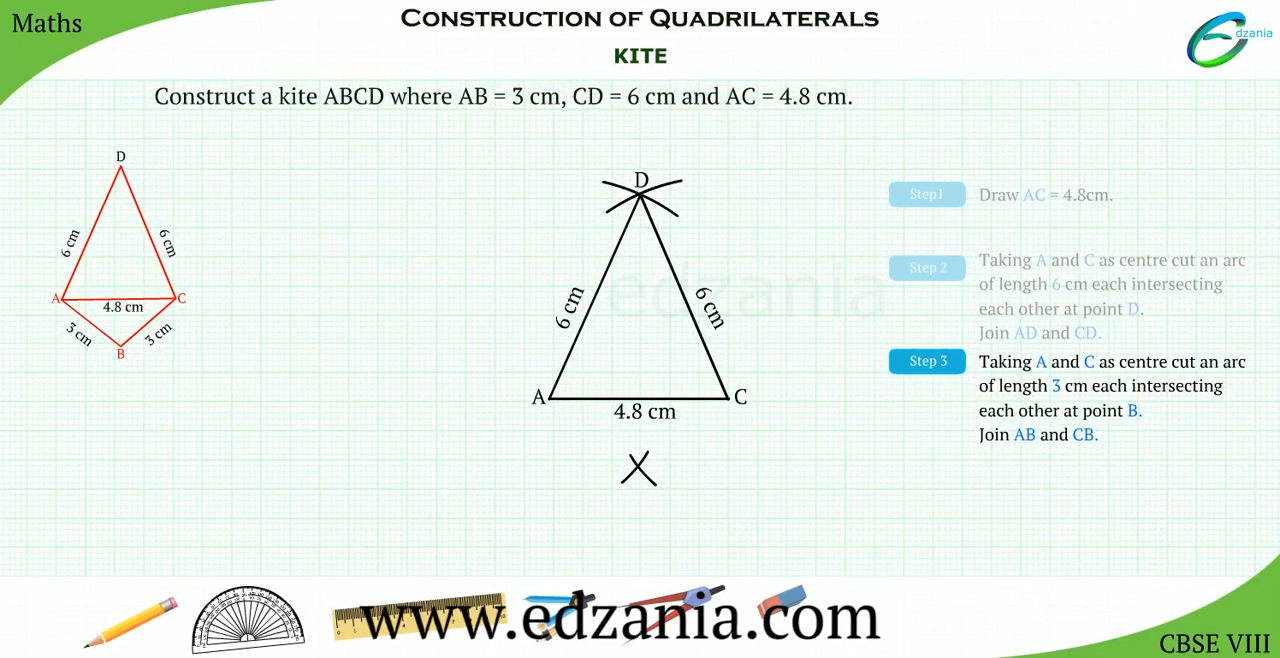 Maths
CONSTRUCTION OF QUADRILATERALS
KITE
Edzania
Construct a kite ABCD where AB = 3 cm, CD = 6 cm and AC = 4.8 cm.
D
6 cm
6 cm
A
C
4.8 cm
3 cm
3 cm
B
D
6 cm
6 cm
A
C
4.8 cm
edzania
Step1
Draw AC = 4.8cm.
Step 2
Taking A and C as centre cut an arc
of length 6 cm each intersecting
each other at point D.
Join AD and CD.
Step 3
Taking A and C as centre cut an arc
of length 3 cm each intersecting
each other at point B.
Join AB and CB.
www.edzania.com
CBSE VIII